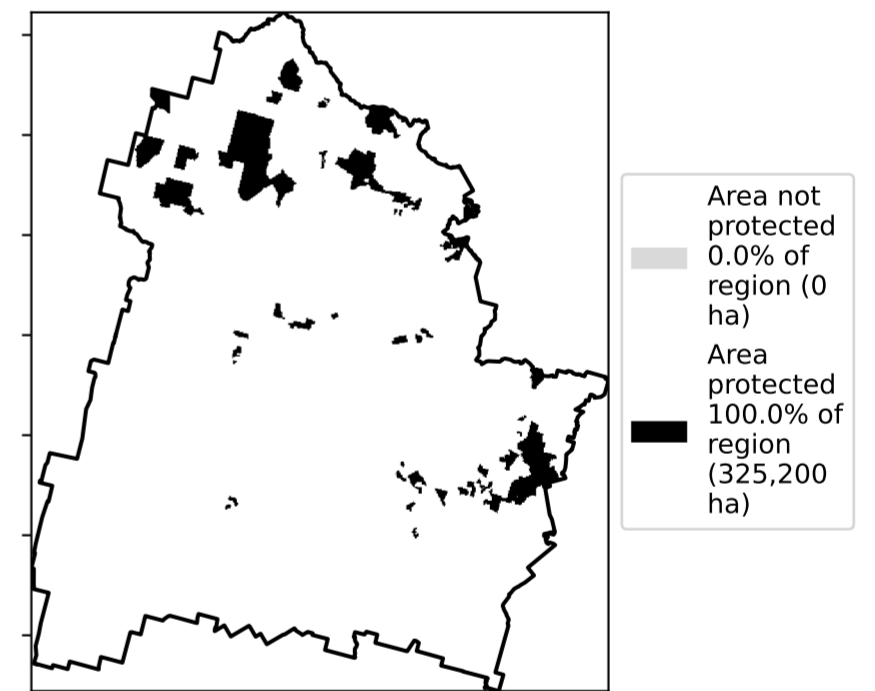 Area not
protected
0.0% of
region (0
ha)
Area
protected
100.0% of
region
(325,200
ha)